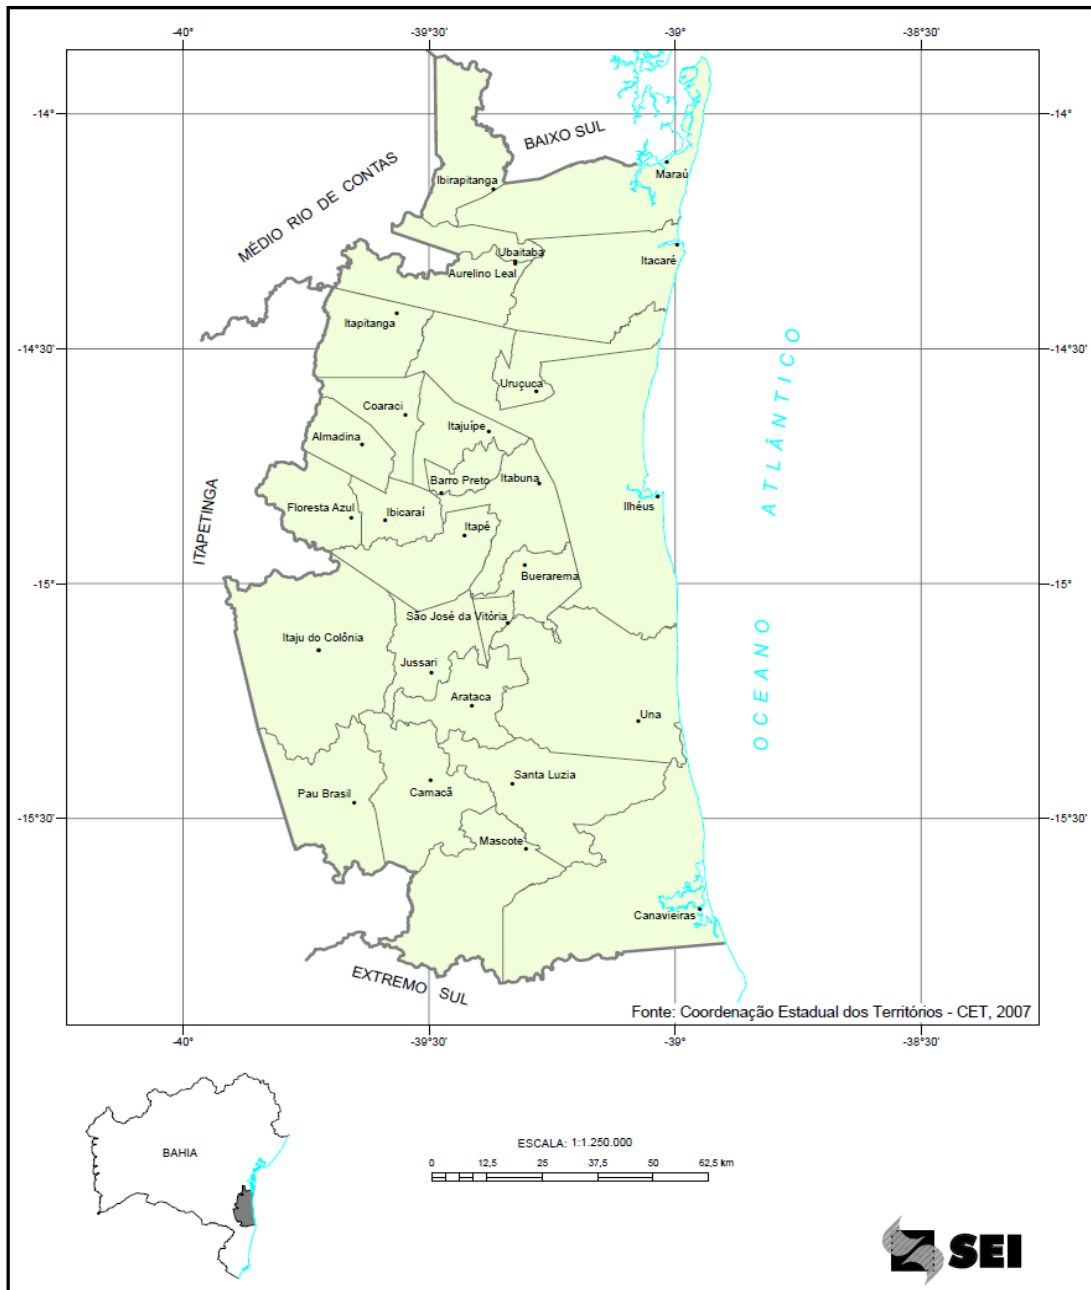 -40°
-39°30'
-39°
-38°30'
-14°
-14°
BAIXO SUL
MÉDIO RIO DE CONTAS
Ibirapitanga
Maraú
Ubaitaba
Itacaré
Aurelino Leal
Itapitanga
-14°30'
-14°30'
Uruçuca
Coaraci
Itajuípe
Almadina
Barro Preto
Itabuna
Floresta Azul
Ibicaraí
Ilhéus
Itapé
ITAPETINGA
OCEANO ATLÂNTICO
-15°
-15°
Buerarema
São José da Vitória
Itaju do Colônia
Jussari
Arataca
Una
Santa Luzia
Pau Brasil
Camacã
-15°30'
-15°30'
Mascote
Canavieiras
EXTREMO SUL
Fonte: Coordenação Estadual dos Territórios - CET, 2007
-40°
-39°30'
-39°
-38°30'
BAHIA
ESCALA: 1:1.250.000
0 12,5 25 37,5 50 62,5 km
SEI